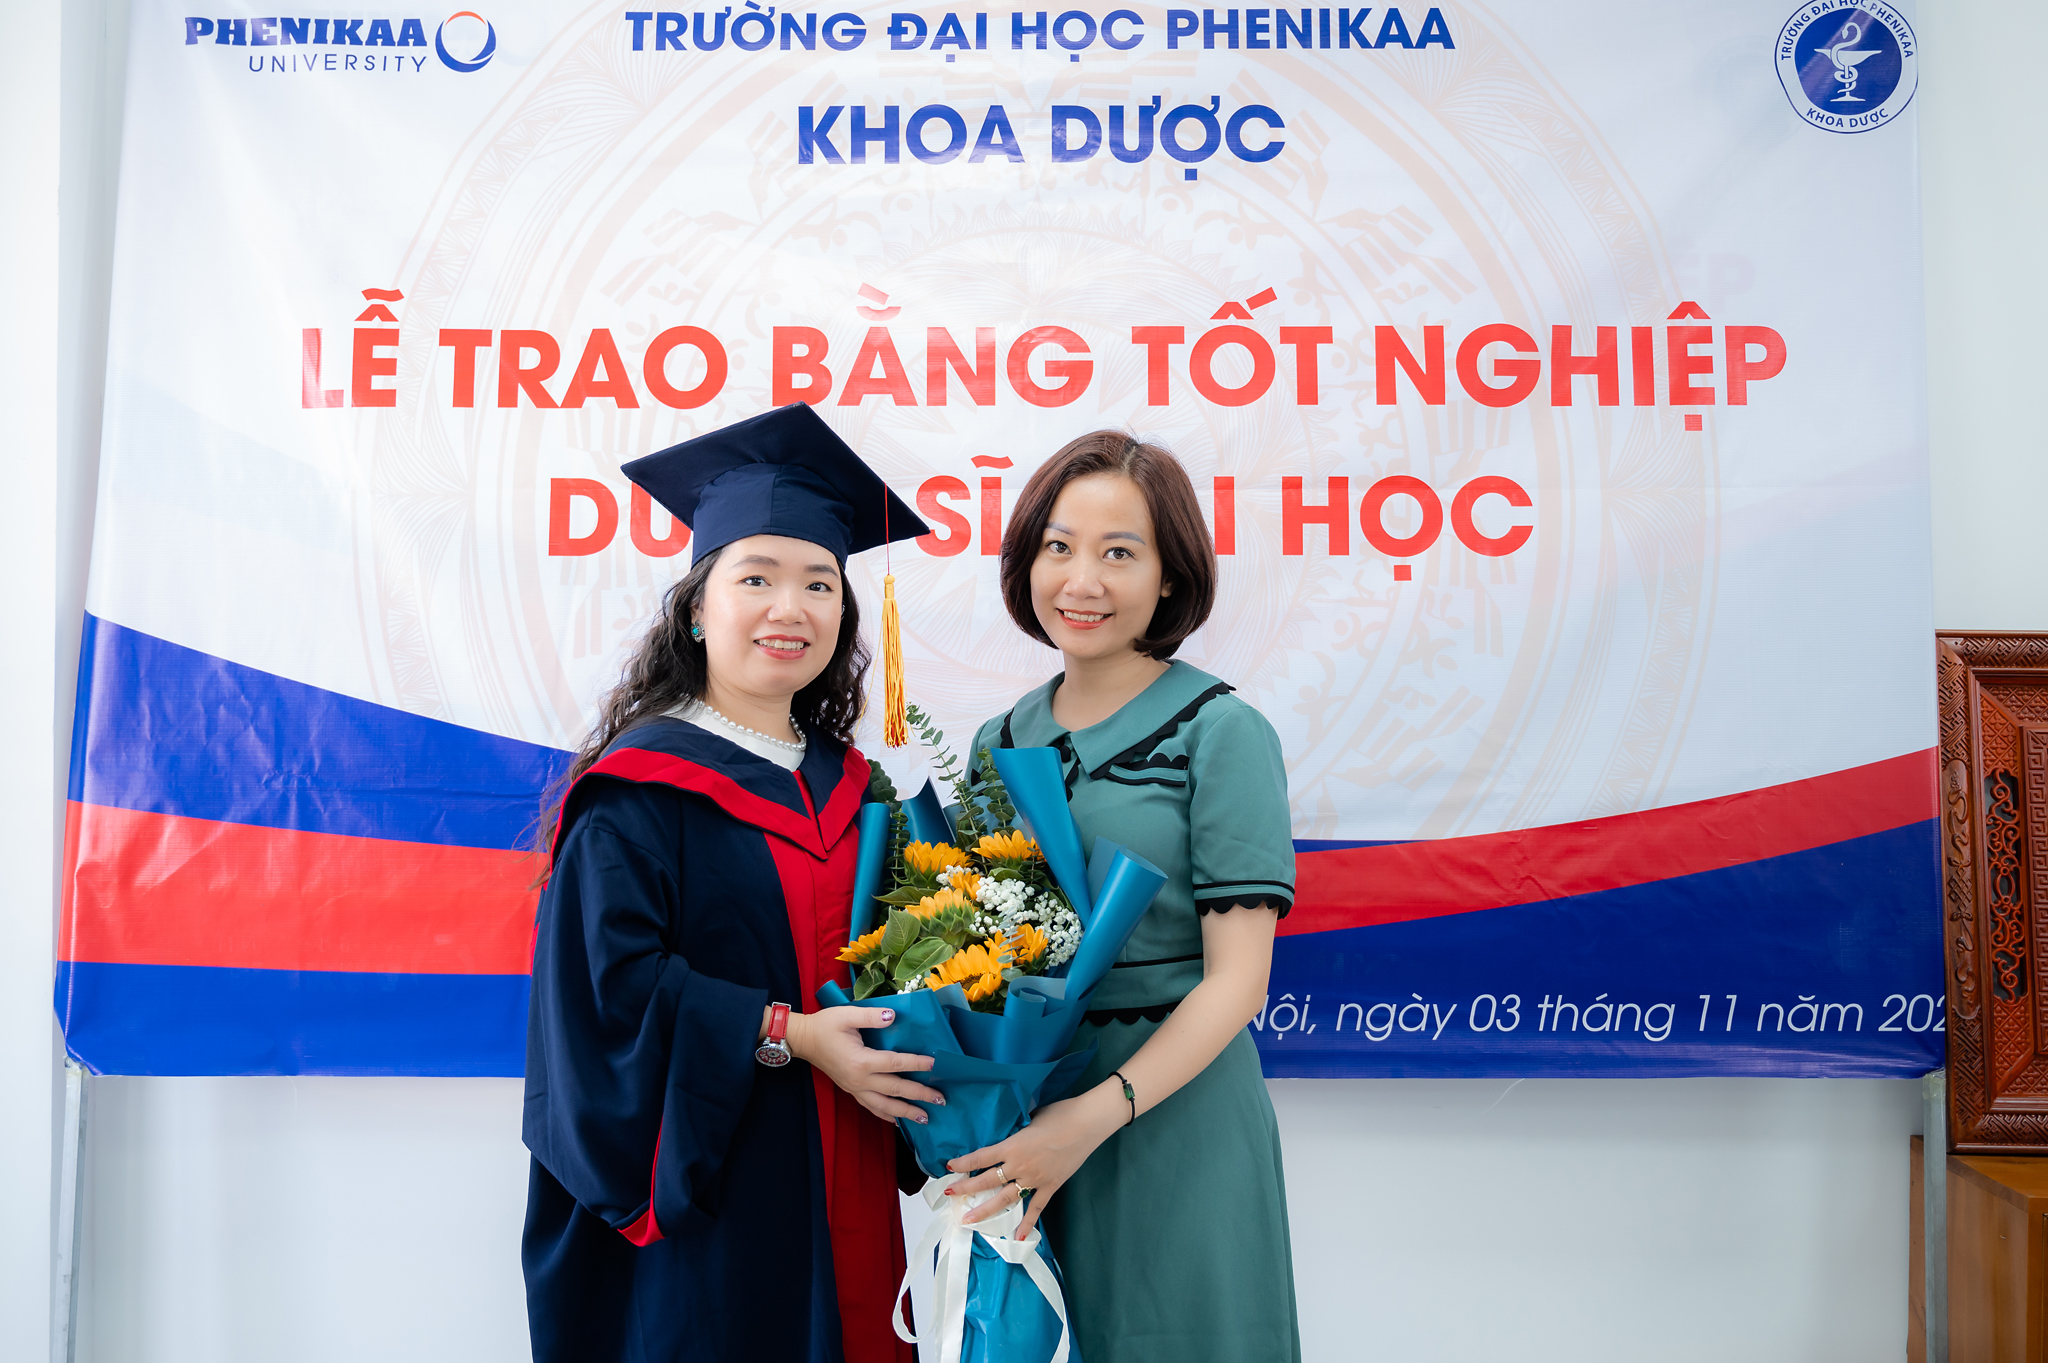 PHENIKAA
UNIVERSITY
TRƯỜNG ĐẠI HỌC PHENIKAA
KHOA DƯỢC
TRƯỜNG ĐẠI HỌC PHENIKAA
KHOA DƯỢC
LỄ TRAO BẰNG TỐT NGHIỆP
SĨ HỌC
Nội, ngày 03 tháng 11 năm